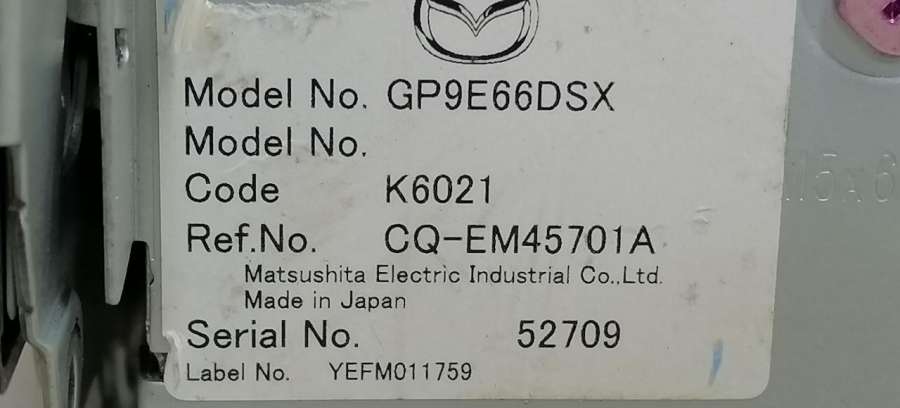 Model No. GP9E66DSX
Model No.
Code K6021
Ref.No. CQ-EM45701A
Matsushita Electric Industrial Co.,Ltd.
Made in Japan
Serial No. 52709
Label No. YEFM011759